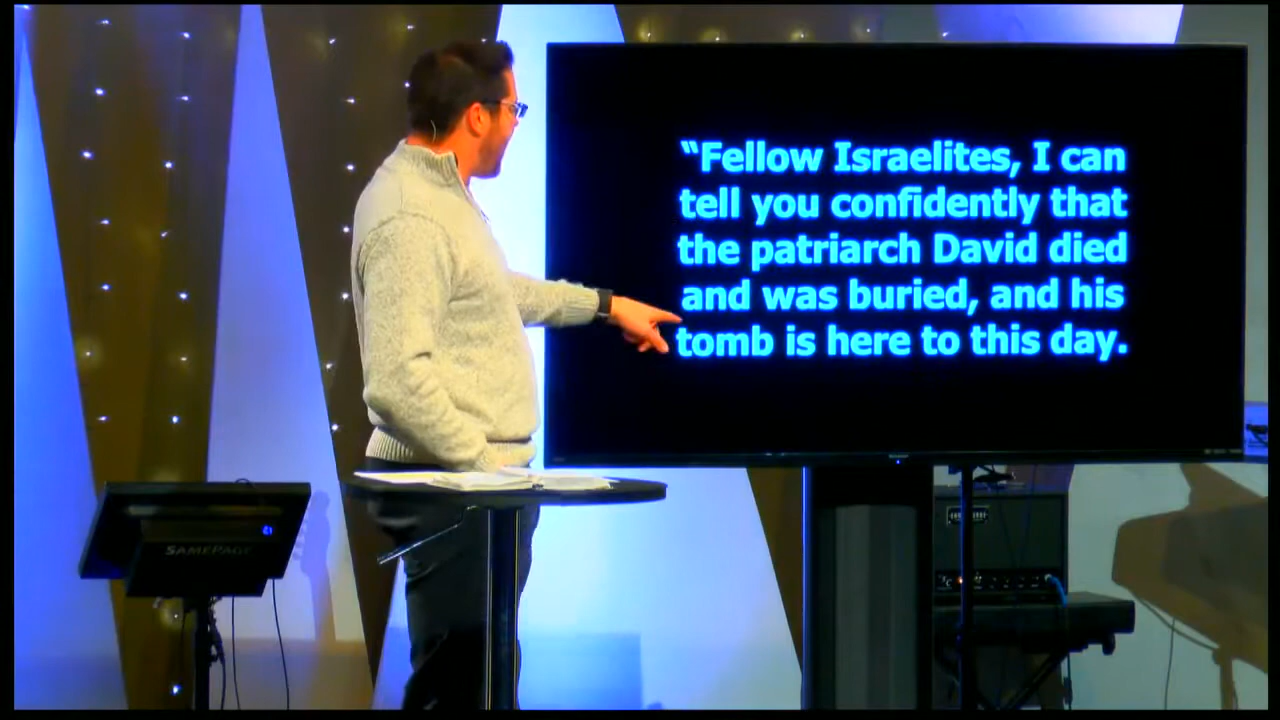 “Fellow Israelites, I can
tell you confidently that
the patriarch David died
and was buried, and his
tomb is here to this day.
SAMEPAGE